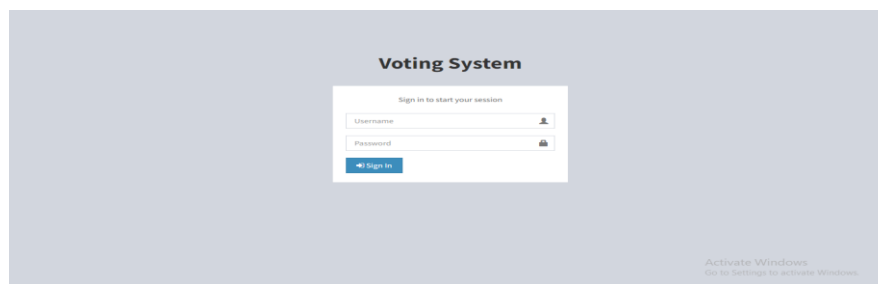 Voting System
Sign in to start your session
Username
Password
Sign In
Activate Windows
Go to Settings to activate Windows.